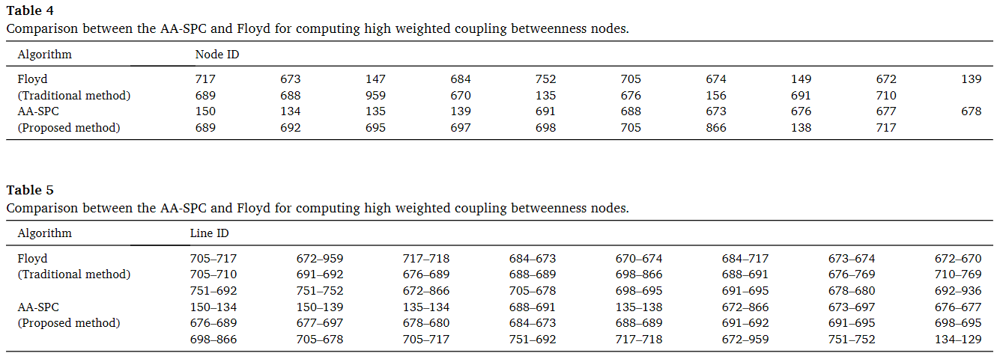 Table 4
Comparison between the AA-SPC and Floyd for computing high weighted coupling betweenness nodes.
Algorithm Node ID
Floyd 717 673 147 684 752 705 674 149 672 139
(Traditional method) 689 688 959 670 135 676 156 691 710
AA-SPC 150 134 135 139 691 688 673 676 677 678
(Proposed method) 689 692 695 697 698 705 866 138 717
Table 5
Comparison between the AA-SPC and Floyd for computing high weighted coupling betweenness nodes.
Algorithm Line ID
Floyd 705–717 672–959 717–718 684–673 670–674 684–717 673–674 672–670
(Traditional method) 705–710 691–692 676–689 688–689 698–866 688–691 676–769 710–769
751–692 751–752 672–866 705–678 698–695 691–695 678–680 692–936
AA-SPC 150–134 150–139 135–134 688–691 135–138 672–866 673–697 676–677
(Proposed method) 676–689 677–697 678–680 684–673 688–689 691–692 691–695 698–695
698–866 705–678 705–717 751–692 717–718 672–959 751–752 134–129